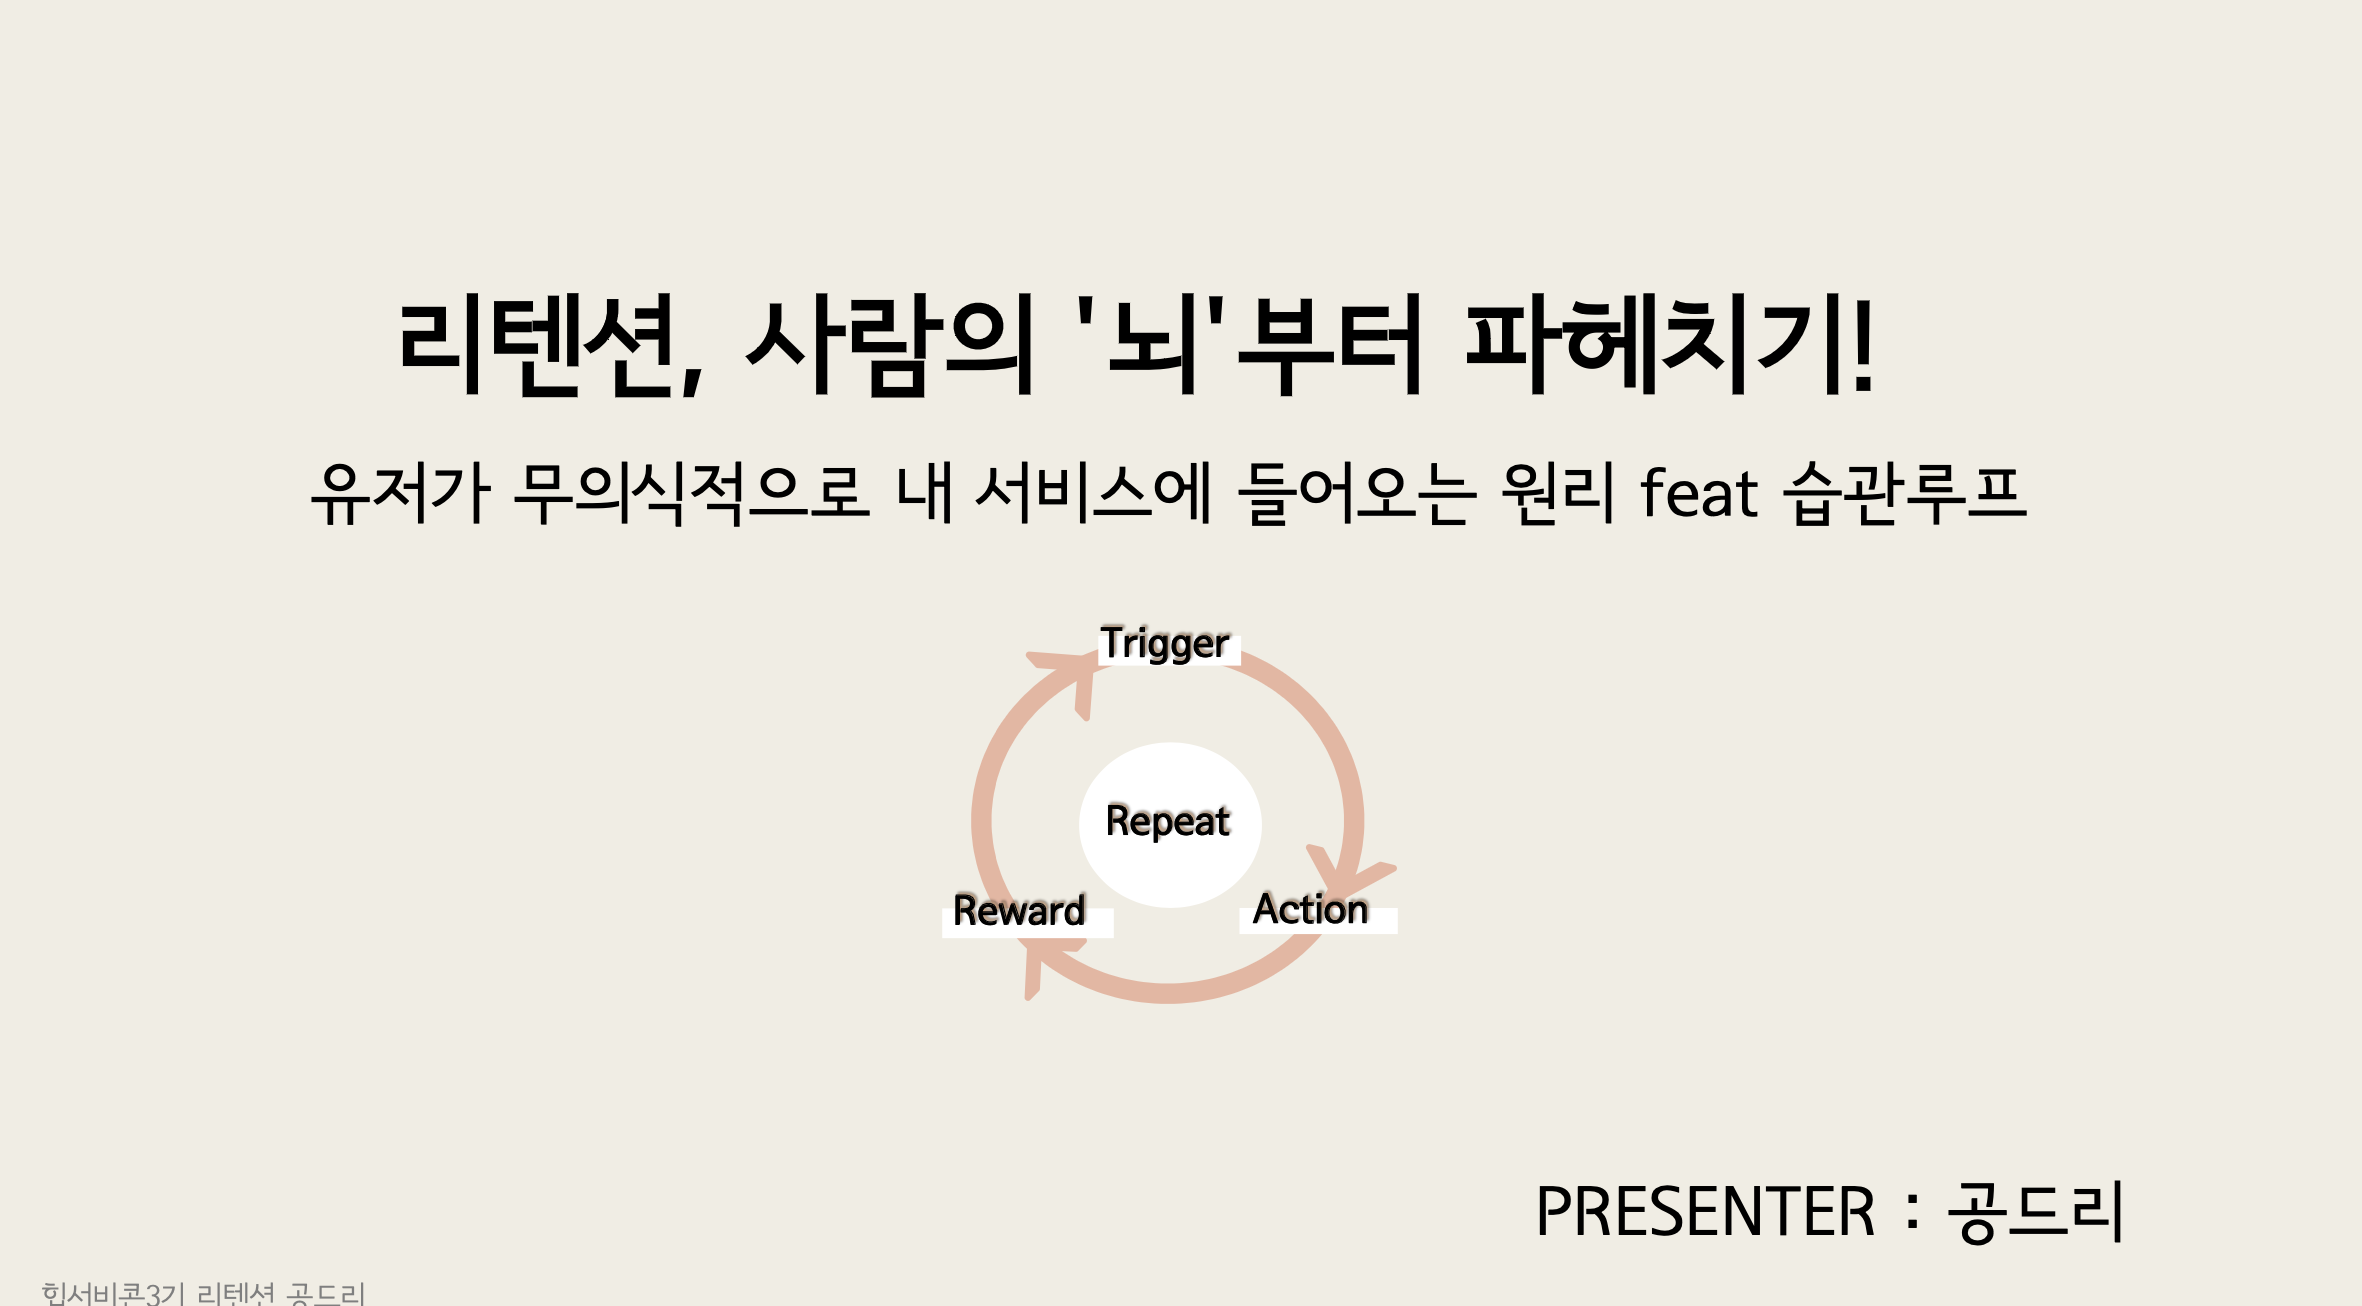 리텐션, 사람의 '뇌'부터 파헤치기!
유저가 무의식적으로 내 서비스에 들어오는 원리 feat 습관루프
Trigger
Repeat
Reward
Action
PRESENTER : 공드리
힙서비콘3기 리텐션 공드리